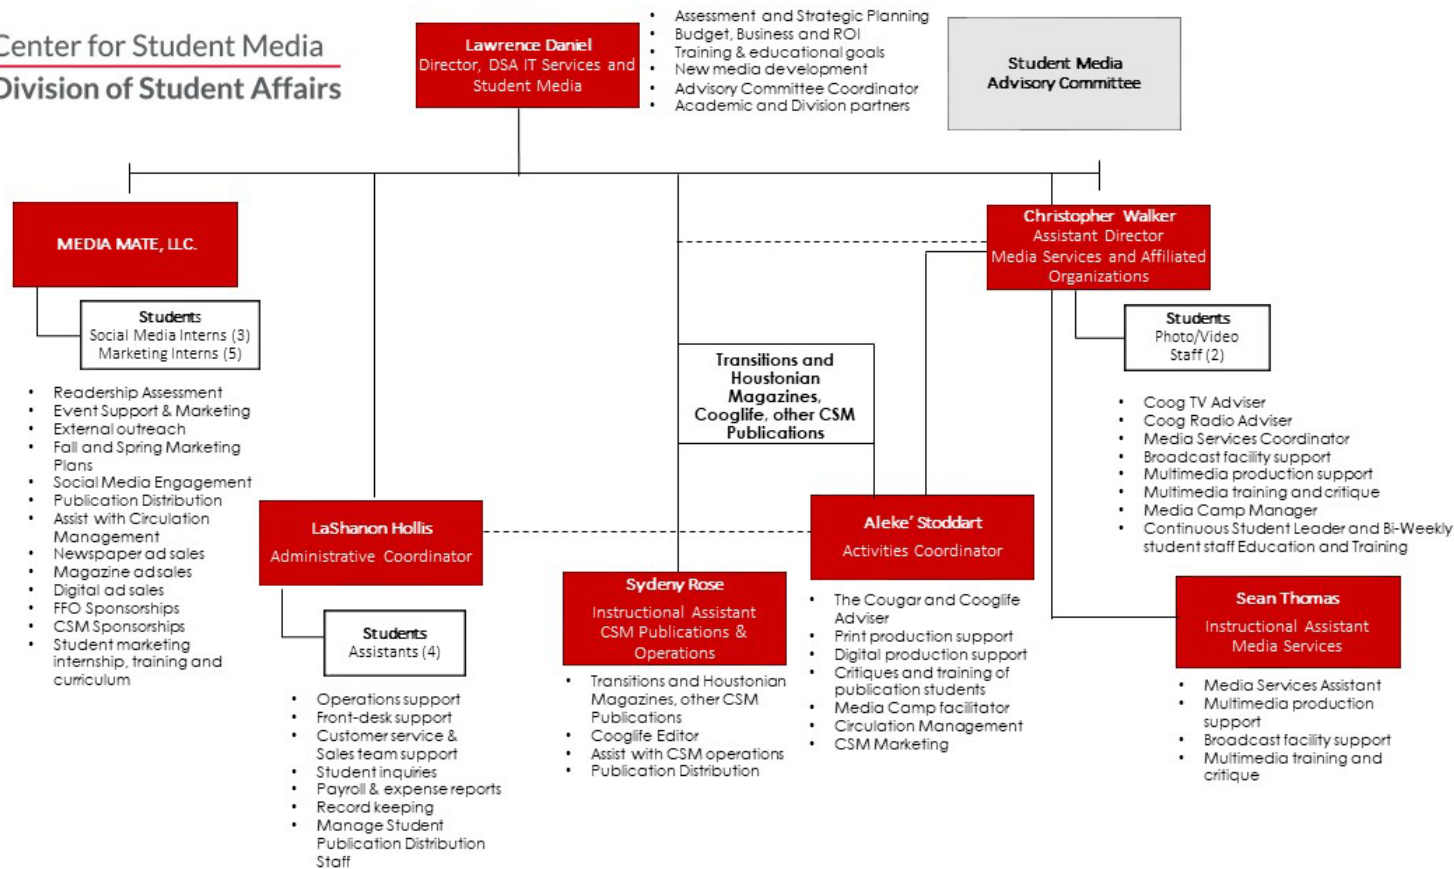 Center for Student Media
Division of Student Affairs
Lawrence Daniel
Director, DSA IT Services and
Student Media
• Assessment and Strategic Planning
• Budget, Business and ROI
• Training & educational goals
• New media development
• Advisory Committee Coordinator
• Academic and Division partners
Student Media
Advisory Committee
MEDIA MATE, LLC.
Students
Social Media Interns (3)
Marketing Interns (5)
• Readership Assessment
• Event Support & Marketing
• External outreach
• Fall and Spring Marketing
Plans
• Social Media Engagement
• Publication Distribution
• Assist with Circulation
Management
• Newspaper ad sales
• Magazine ad sales
• Digital ad sales
• FFO Sponsorships
• CSM Sponsorships
• Student marketing
internship, training and
curriculum
LaShanon Hollis
Administrative Coordinator
Students
Assistants (4)
• Operations support
• Front-desk support
• Customer service &
Sales team support
• Student inquiries
• Payroll & expense reports
• Record keeping
• Manage Student
Publication Distribution
Staff
Transitions and
Houstonian
Magazines,
Cooglife, other CSM
Publications
Sydeny Rose
Instructional Assistant
CSM Publications &
Operations
• Transitions and Houstonian
Magazines, other CSM
Publications
• Cooglife Editor
• Assist with CSM operations
• Publication Distribution
Aleke’ Stoddart
Activities Coordinator
• The Cougar and Cooglife
Adviser
• Print production support
• Digital production support
• Critiques and training of
publication students
• Media Camp facilitator
• Circulation Management
• CSM Marketing
Christopher Walker
Assistant Director
Media Services and Affiliated
Organizations
Students
Photo/Video
Staff (2)
• Coog TV Adviser
• Coog Radio Adviser
• Media Services Coordinator
• Broadcast facility support
• Multimedia production support
• Multimedia training and critique
• Media Camp Manager
• Continuous Student Leader and Bi-Weekly
student staff Education and Training
Sean Thomas
Instructional Assistant
Media Services
• Media Services Assistant
• Multimedia production
support
• Broadcast facility support
• Multimedia training and
critique